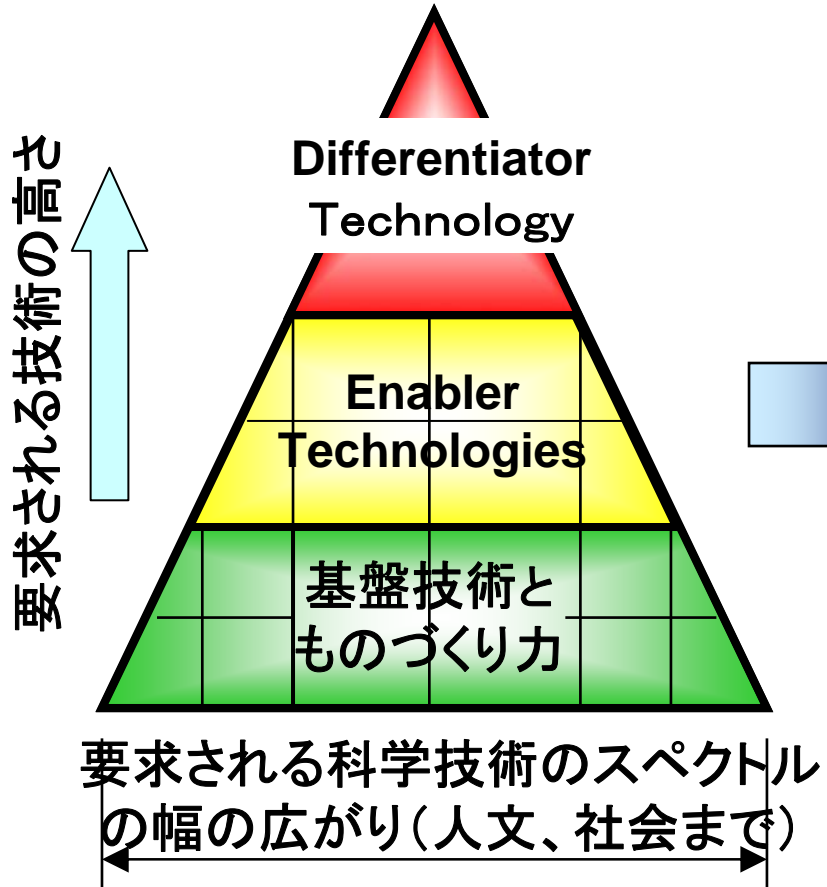 要求される技術の高さ
Differentiator
Technology
Enabler
Technologies
基盤技術と
ものづくり力
要求される科学技術のスペクトル
の幅の広がり(人文、社会まで)